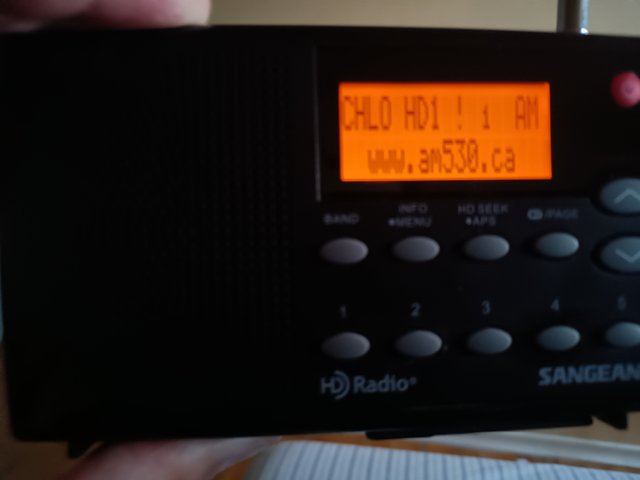 CHLO HD1 ! i AM
www.am530.ca
BAND
INFO
•MENU
HD SEEK
•APS
/PAGE
1 2 3 4 5
HD Radio®
SANGEAN